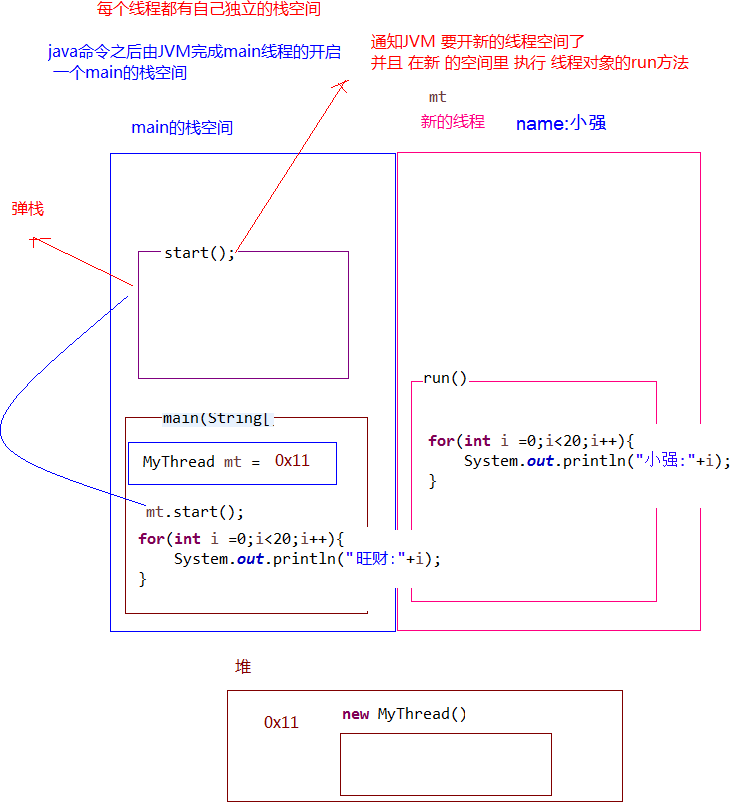 每个线程都有自己独立的栈空间
java命令之后由JVM完成main线程的开启
一个main的栈空间
通知JVM 要开新的线程空间了
并且 在新 的空间里 执行 线程对象的run方法
mt
新的线程 name:小强
main的栈空间
弹栈
start();
run()
for(int i =0;i<20;i++){
System.out.println("小强:"+i);
}
main(String[
MyThread mt = 0x11
mt.start();
for(int i =0;i<20;i++){
System.out.println("旺财:"+i);
}
堆
0x11
new MyThread()